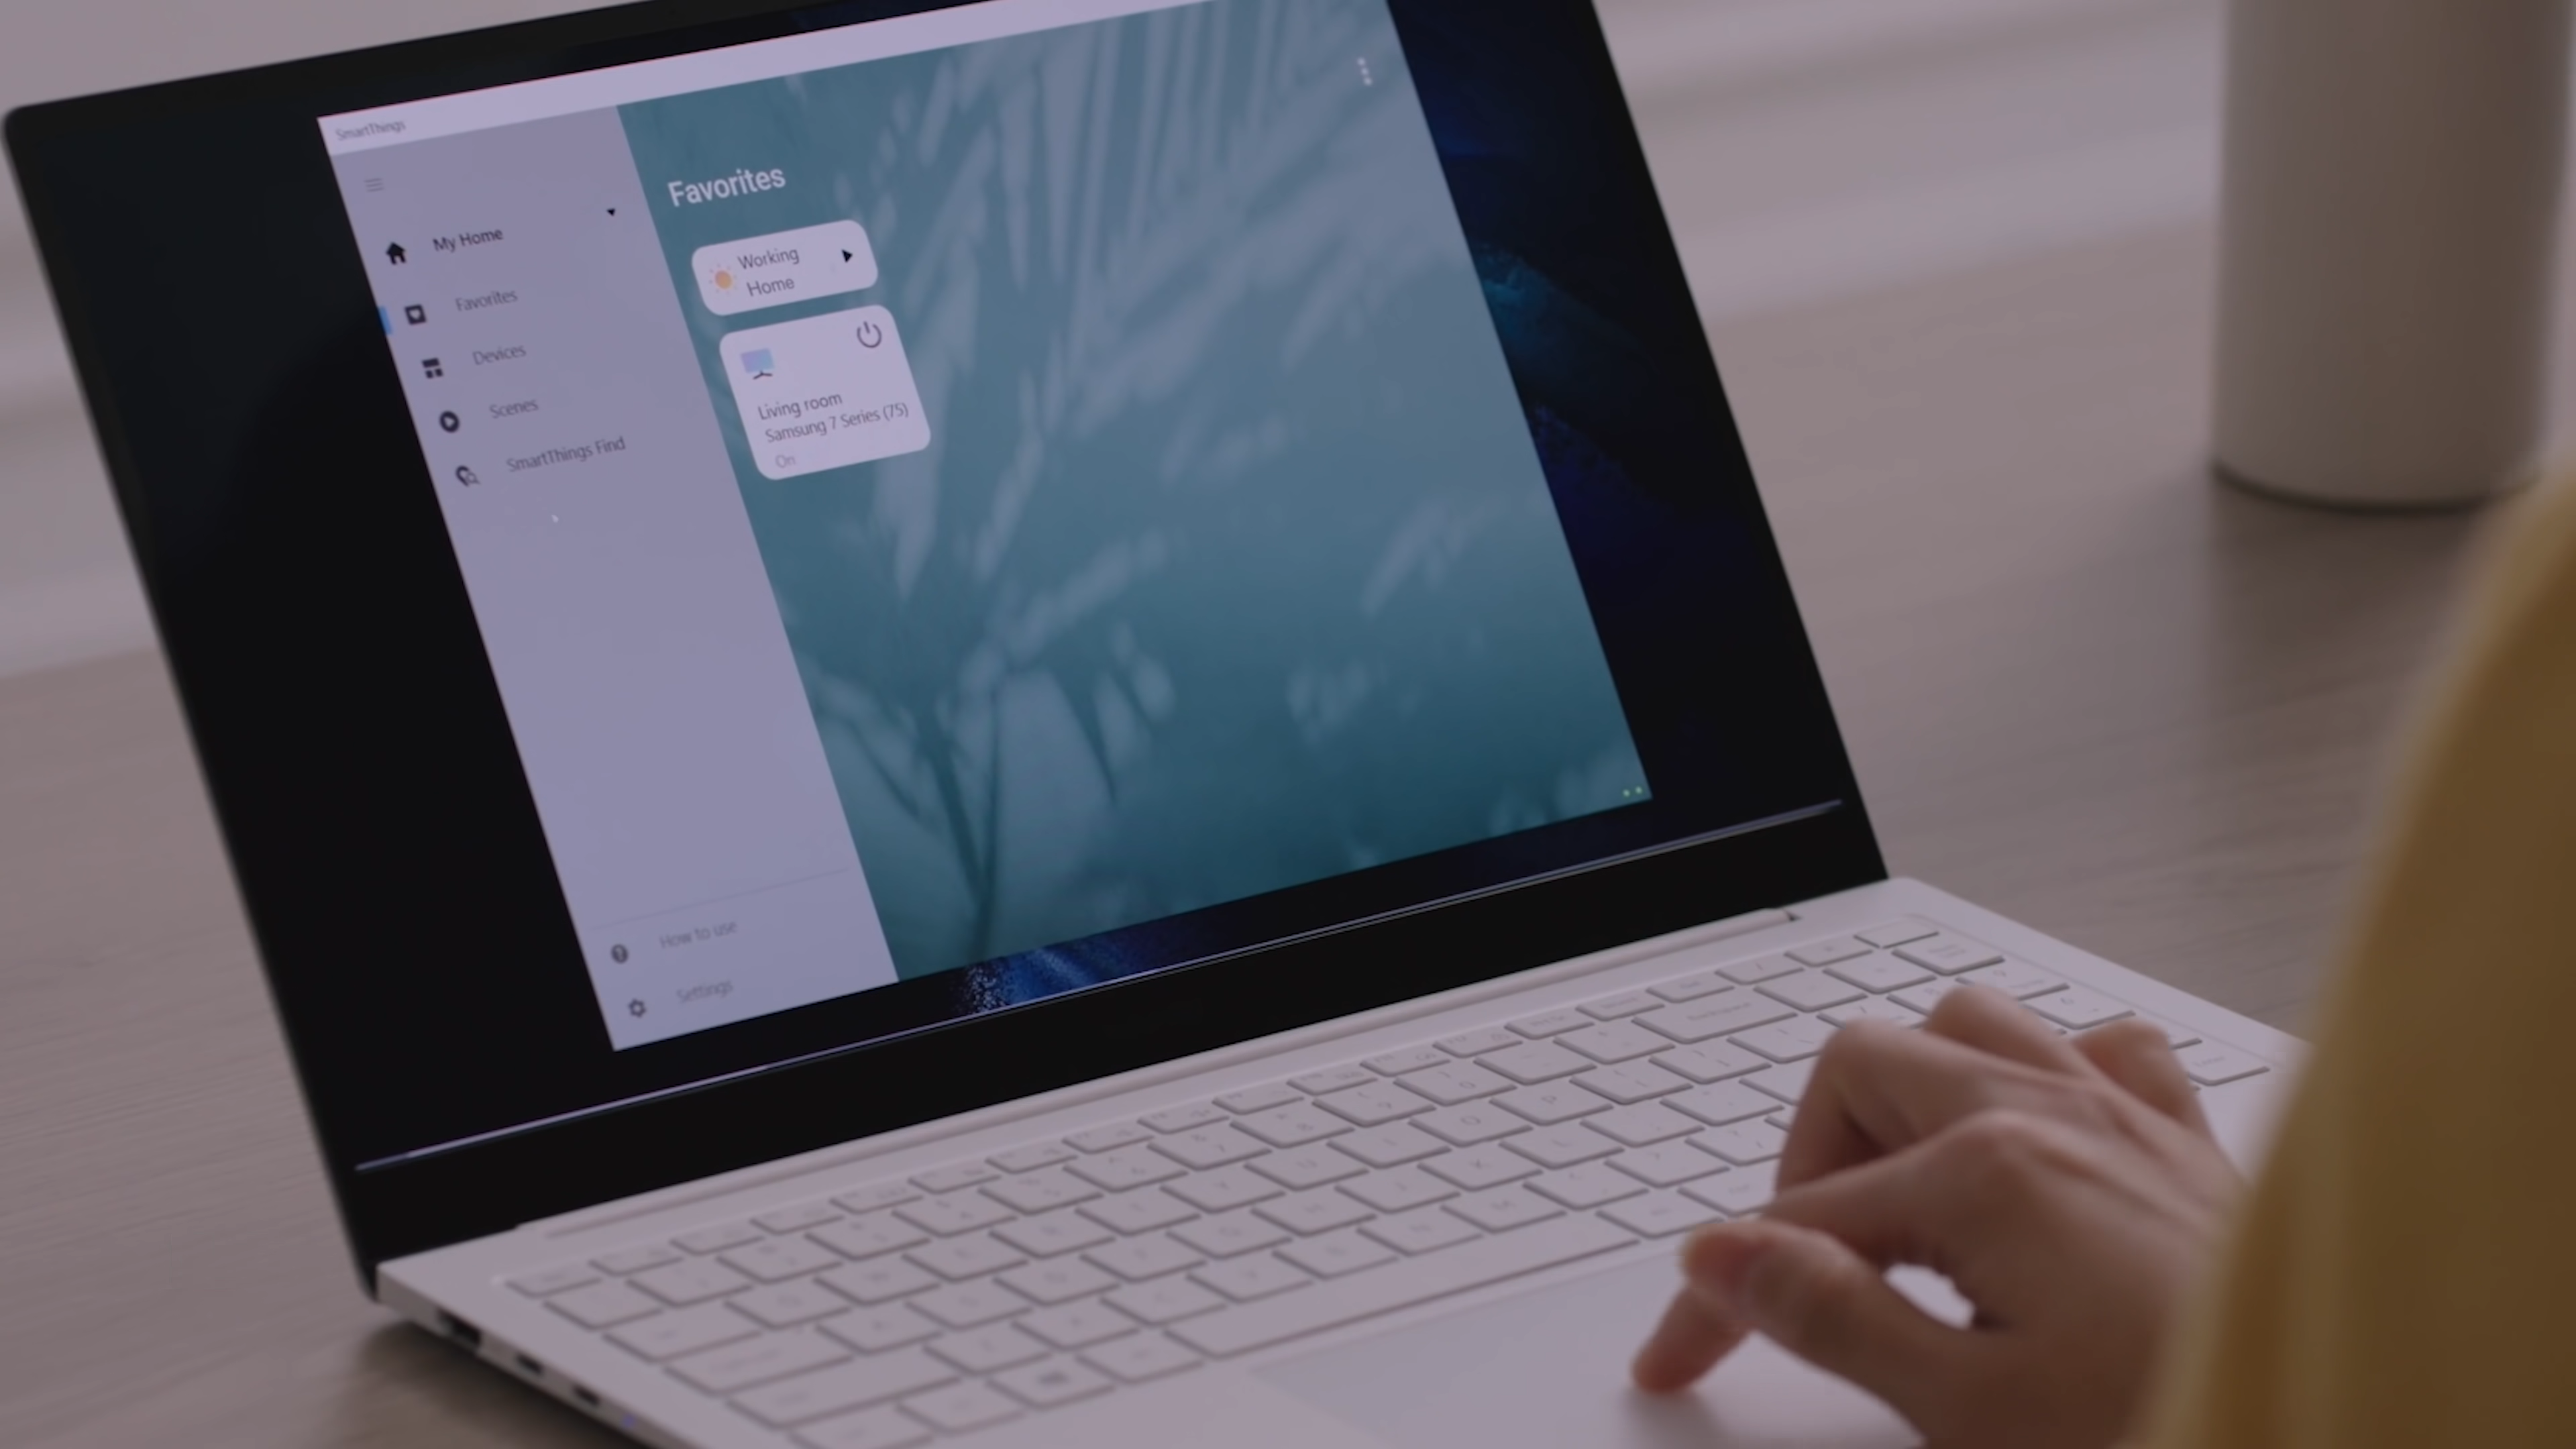 SmartThings
My Home
Favorites
Devices
Scenes
SmartThings Find
How to use
Settings
Favorites
Working
Home
Living room
Samsung 7 Series (75)
On